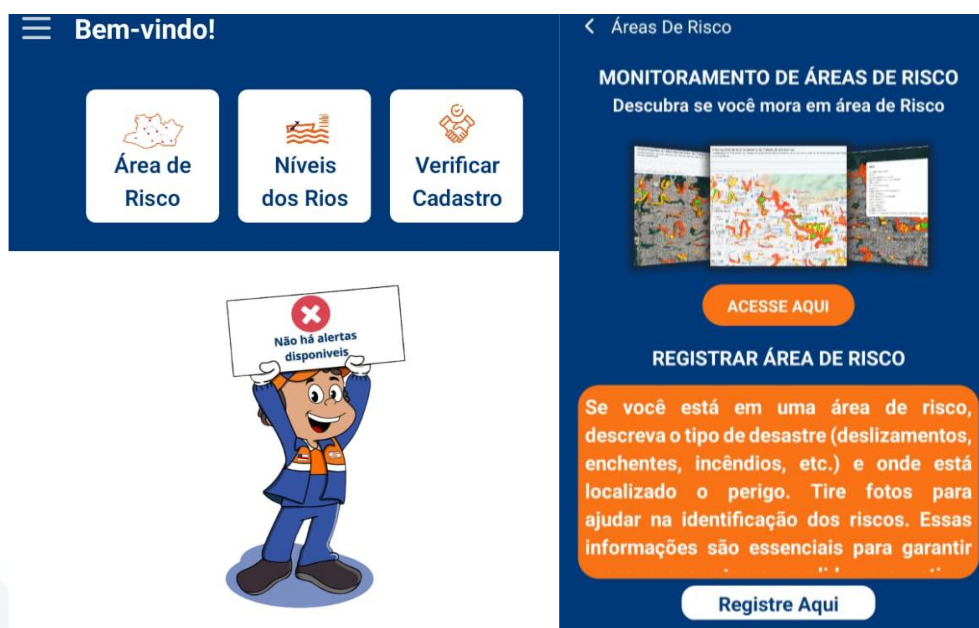 Bem-vindo!
Área de
Risco
Níveis
dos Rios
Verificar
Cadastro
Não há alertas
disponiveis
Áreas De Risco
MONITORAMENTO DE ÁREAS DE RISCO
Descubra se você mora em área de Risco
ACESSE AQUI
REGISTRAR ÁREA DE RISCO
Se você está em uma área de risco,
descreva o tipo de desastre (deslizamentos,
enchentes, incêndios, etc.) e onde está
localizado o perigo. Tire fotos para
ajudar na identificação dos riscos. Essas
informações são essenciais para garantir
Registre Aqui